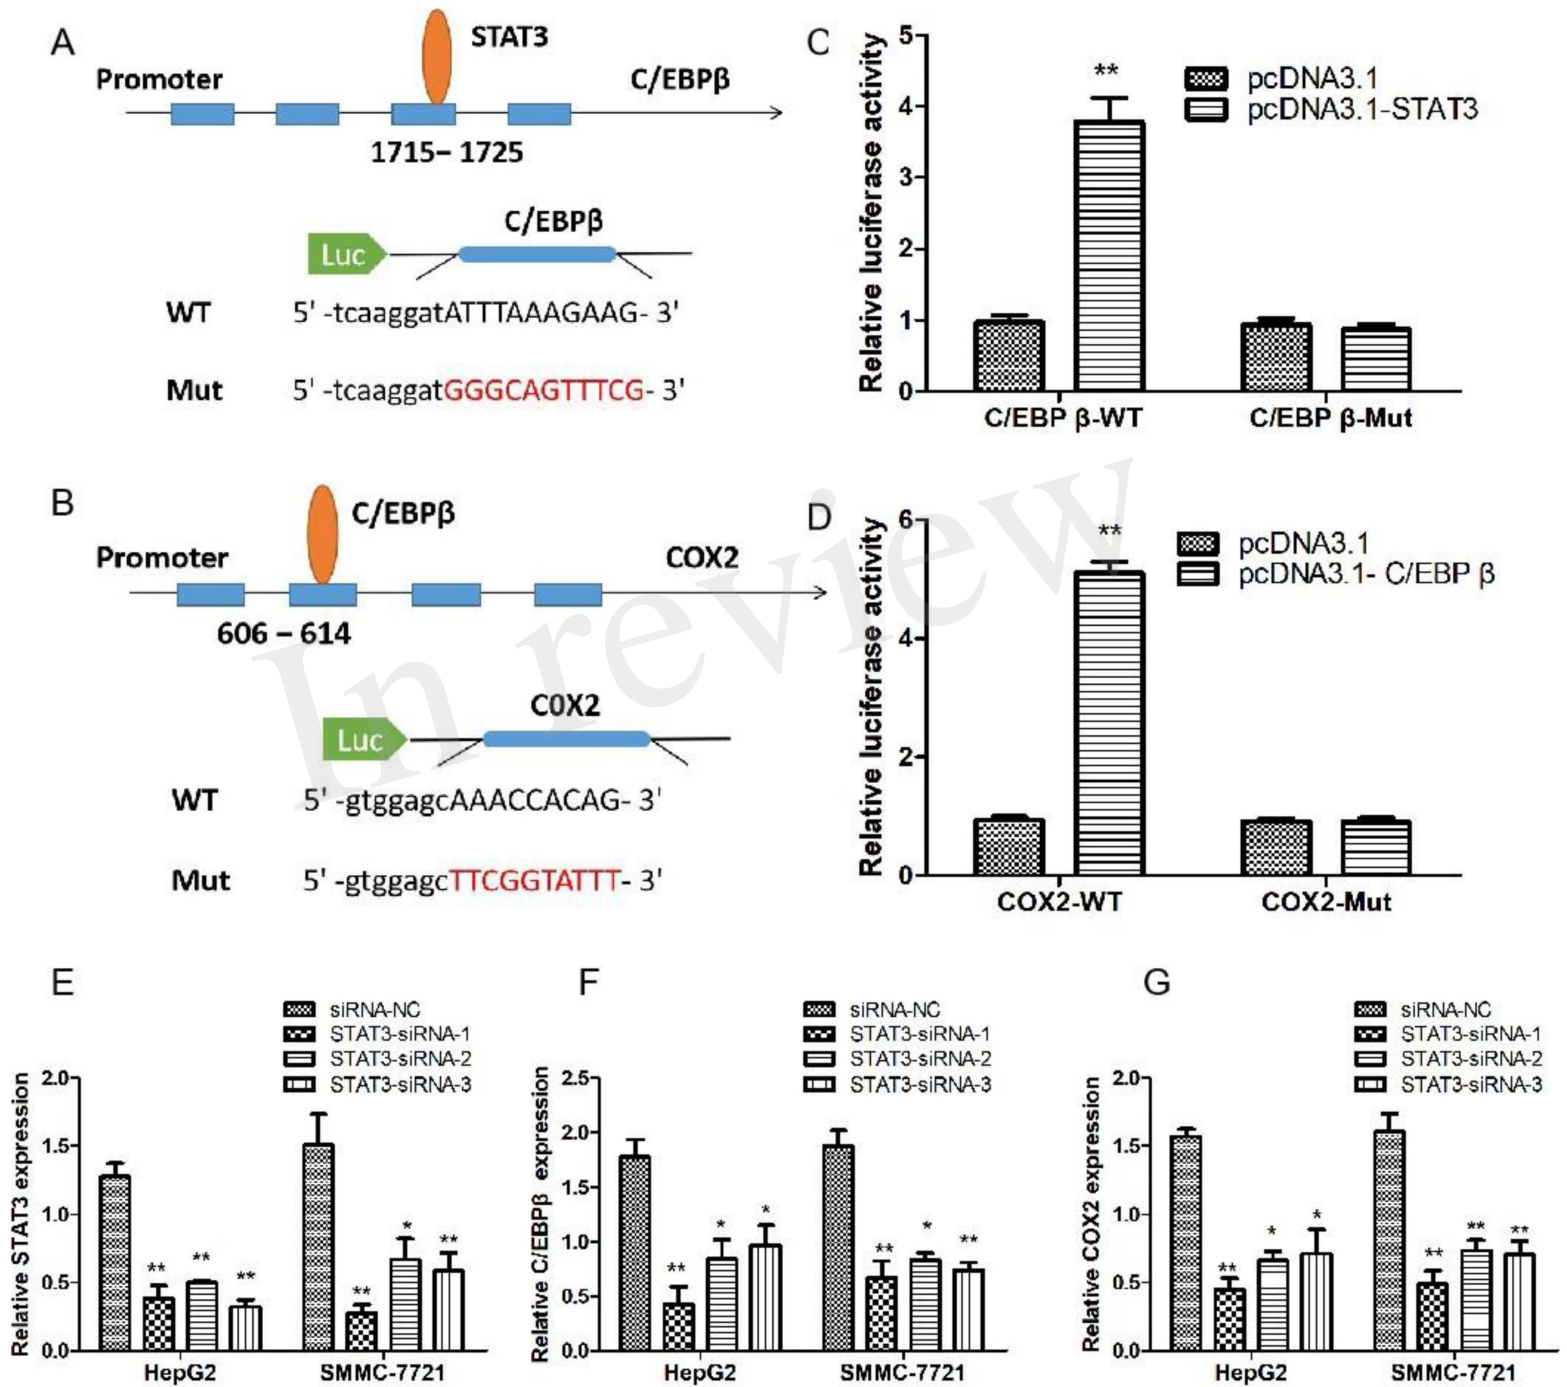 A
STAT3
Promoter
C/EBPβ
1715– 1725
C/EBPβ
Luc
WT 5' -tcaaggatATTTAAAGAAG- 3'
Mut 5' -tcaaggatGGGCAGTTTCG- 3'
B
C/EBPβ
Promoter
COX2
606 – 614
C0X2
Luc
WT 5' -gtggagcAAACCACAG- 3'
Mut 5' -gtggagcTTCGGTATTT- 3'
C
Relative luciferase activity
5
4
3
2
1
0
**
pcDNA3.1
pcDNA3.1-STAT3
C/EBP β-WT
C/EBP β-Mut
D
Relative luciferase activity
6
4
2
0
**
pcDNA3.1
pcDNA3.1- C/EBP β
COX2-WT
COX2-Mut
In review
E
siRNA-NC
STAT3-siRNA-1
STAT3-siRNA-2
STAT3-siRNA-3
Relative STAT3 expression
2.0
1.5
1.0
0.5
0.0
** ** **
** * **
HepG2
SMMC-7721
F
siRNA-NC
STAT3-siRNA-1
STAT3-siRNA-2
STAT3-siRNA-3
Relative C/EBPβ expression
2.5
2.0
1.5
1.0
0.5
0.0
** * *
** * **
HepG2
SMMC-7721
G
siRNA-NC
STAT3-siRNA-1
STAT3-siRNA-2
STAT3-siRNA-3
Relative COX2 expression
2.0
1.5
1.0
0.5
0.0
** * *
** ** **
HepG2
SMMC-7721